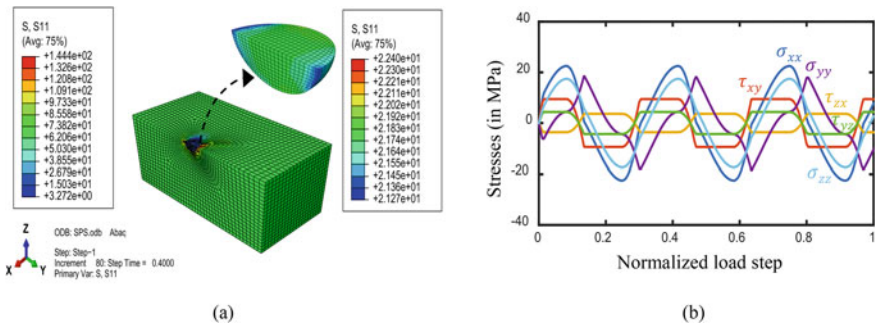 S, S11
(Avg: 75%)
+1.444e+02
+1.326e+02
+1.208e+02
+1.091e+02
+9.733e+01
+8.558e+01
+7.382e+01
+6.206e+01
+5.030e+01
+3.855e+01
+2.679e+01
+1.503e+01
+3.272e+00
S, S11
(Avg: 75%)
+2.240e+01
+2.230e+01
+2.221e+01
+2.211e+01
+2.202e+01
+2.192e+01
+2.183e+01
+2.174e+01
+2.164e+01
+2.155e+01
+2.145e+01
+2.136e+01
+2.127e+01
Z
X
Y
ODB: SPS.odb Abaq
Step: Step-1
Increment 80: Step Time = 0.4000
Primary Var: S, S11
(a)
Stresses (in MPa)
40
20
0
-20
-40
σxx
σyy
τxy
τzx
τyz
σzz
0
0.2
0.4
0.6
0.8
1
Normalized load step
(b)